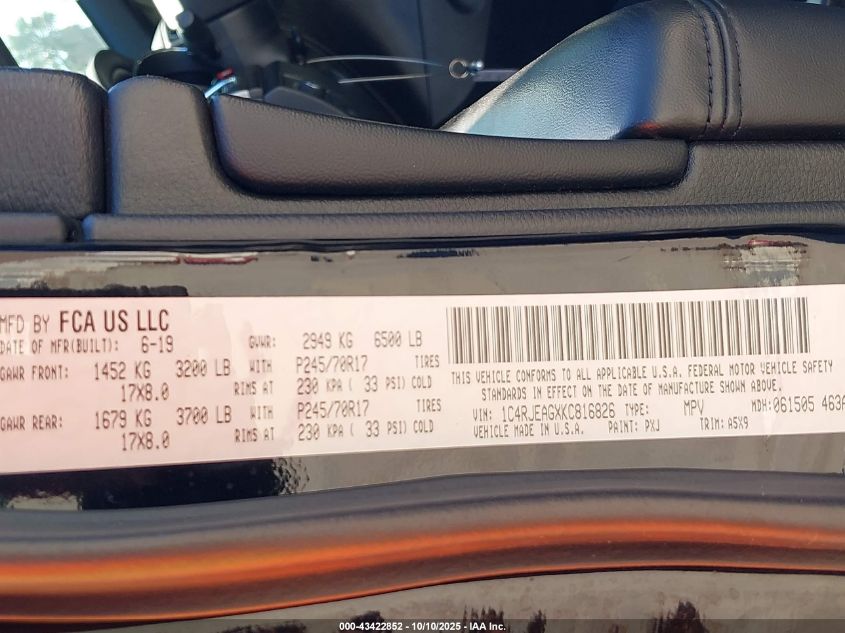 MFD BY FCA US LLC
DATE OF MFR(BUILT): 6-19 GVWR: 2949 KG 6500 LB
GAWR FRONT: 1452 KG 3200 LB WITH P245/70R17 TIRES
17X8.0 RIMS AT 230 KPA ( 33 PSI) COLD
GAWR REAR: 1679 KG 3700 LB WITH P245/70R17 TIRES
17X8.0 RIMS AT 230 KPA ( 33 PSI) COLD
THIS VEHICLE CONFORMS TO ALL APPLICABLE U.S.A. FEDERAL MOTOR VEHICLE SAFETY
STANDARDS IN EFFECT ON THE DATE OF MANUFACTURE SHOWN ABOVE.
VIN: 1C4RJEAGXKC816826 TYPE: MPV MDH: 061505 463A
VEHICLE MADE IN U.S.A. PAINT: PXJ TRIM: A5X9
000-43422852 • 10/10/2025 - IAA Inc.